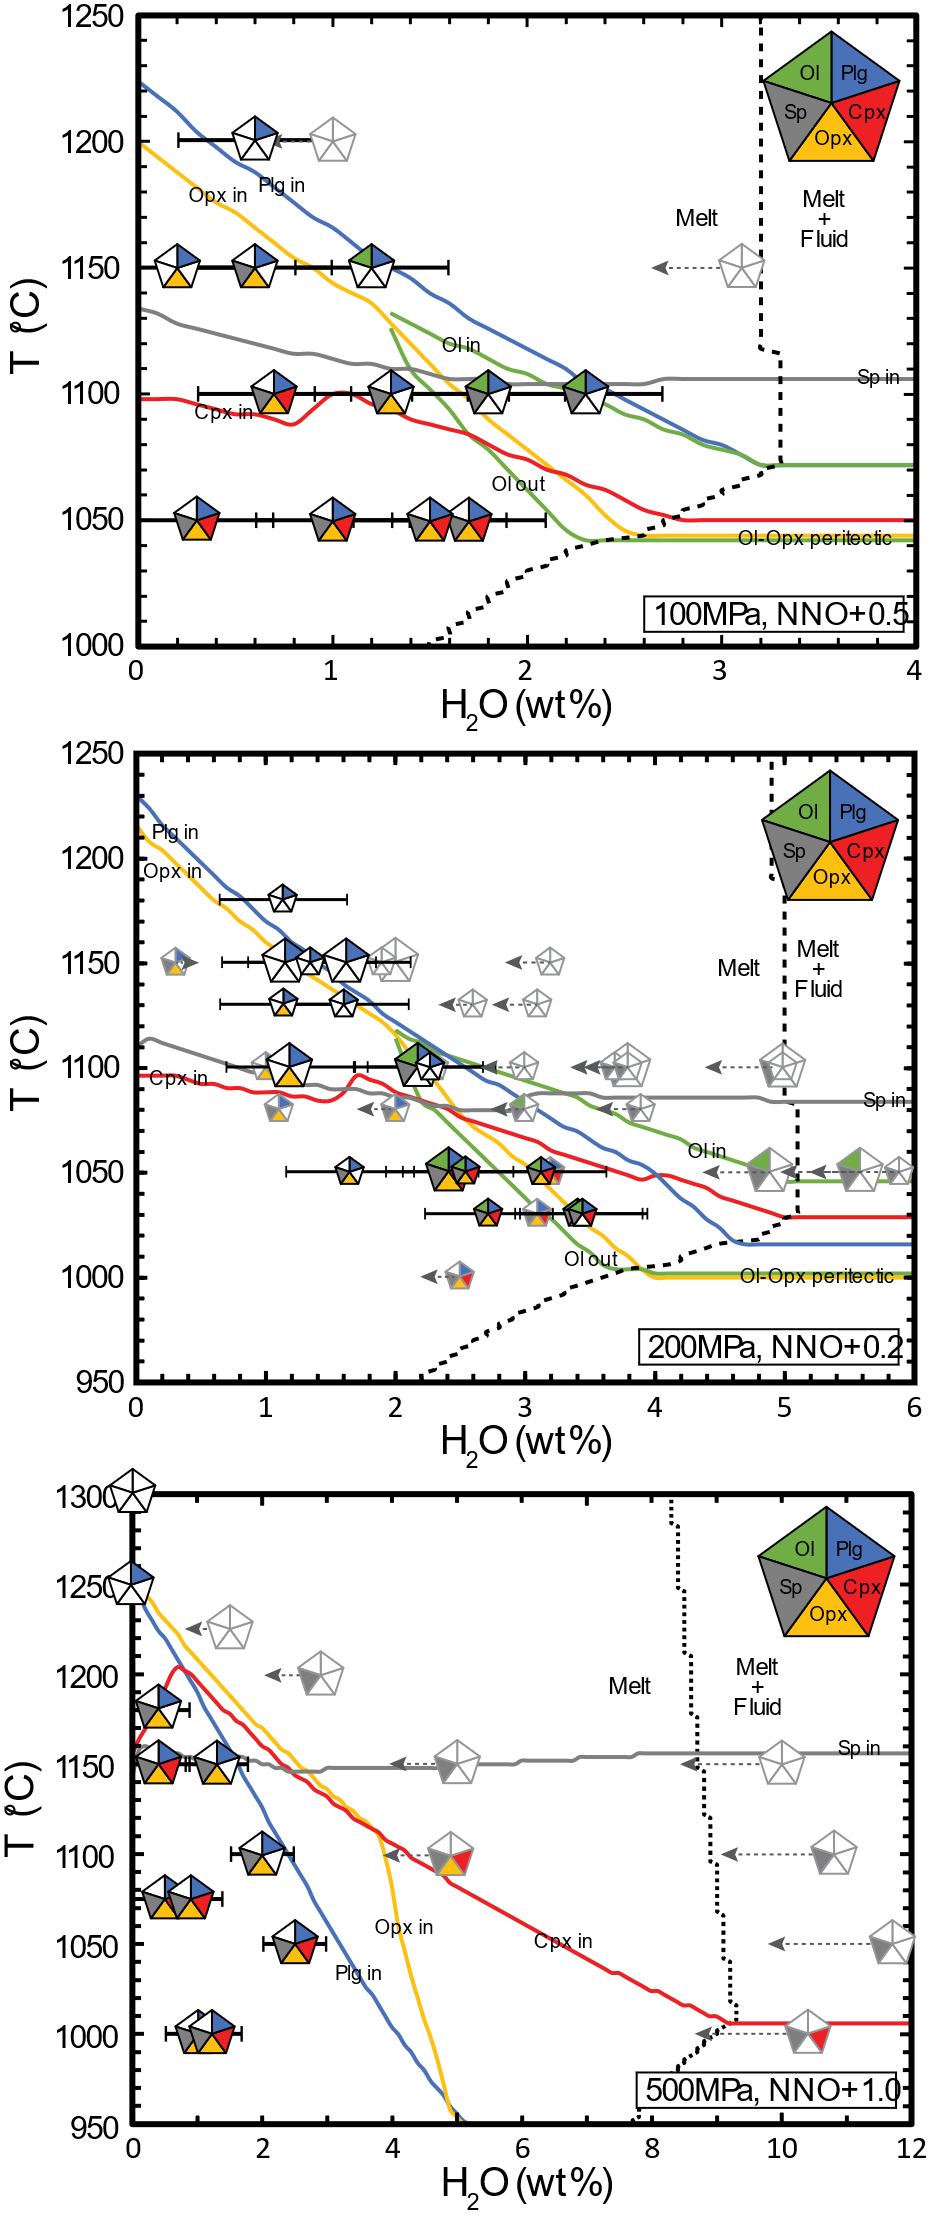 1250
1200
1150
1100
1050
1000
T (ºC)
Ol
Plg
Sp
Cpx
Opx
Opx in
Plg in
Melt
Melt
+
Fluid
Ol in
Sp in
Cpx in
Ol out
Ol-Opx peritectic
100MPa, NNO+0.5
0 1 2 3 4
H2O (wt%)
1250
1200
1150
1100
1050
1000
950
T (ºC)
Ol
Plg
Sp
Cpx
Opx
Plg in
Opx in
Melt
Melt
+
Fluid
Cpx in
Sp in
Ol in
Ol out
Ol-Opx peritectic
200MPa, NNO+0.2
0 1 2 3 4 5 6
H2O (wt%)
1300
1250
1200
1150
1100
1050
1000
950
T (ºC)
Ol
Plg
Sp
Cpx
Opx
Melt
Melt
+
Fluid
Sp in
Opx in
Cpx in
Plg in
500MPa, NNO+1.0
0 2 4 6 8 10 12
H2O (wt%)